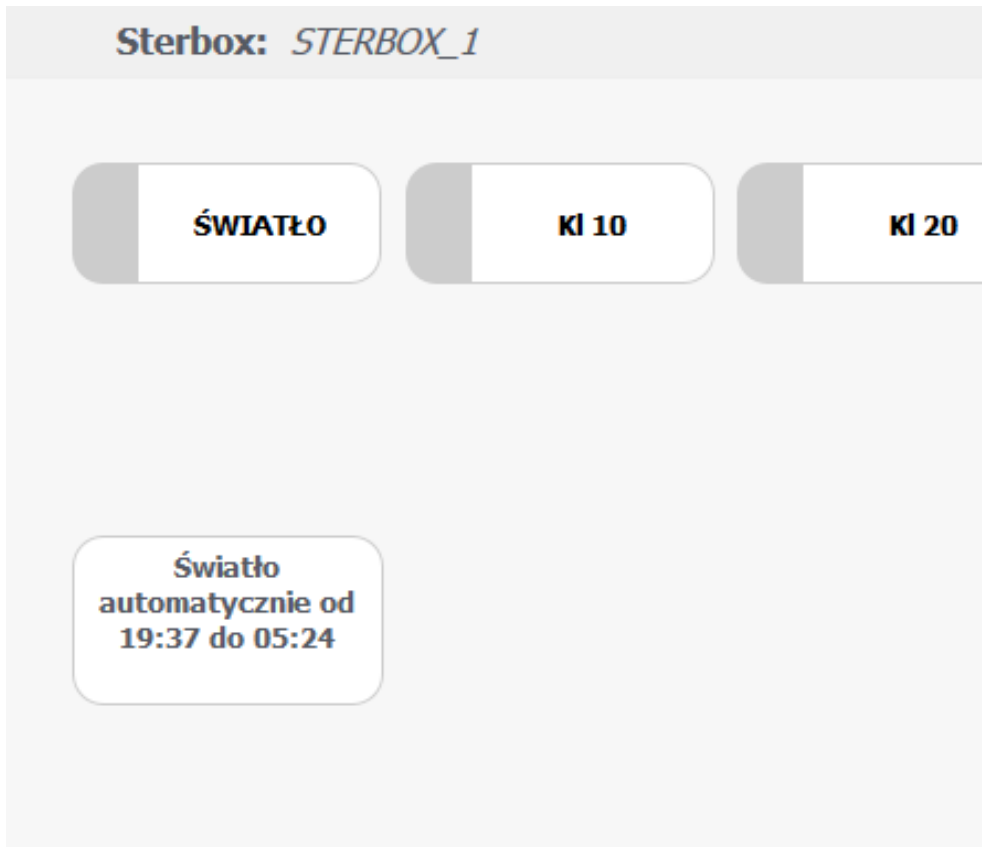 Sterbox: STERBOX_1
ŚWIATŁO
Kl 10
Kl 20
Światło
automatycznie od
19:37 do 05:24